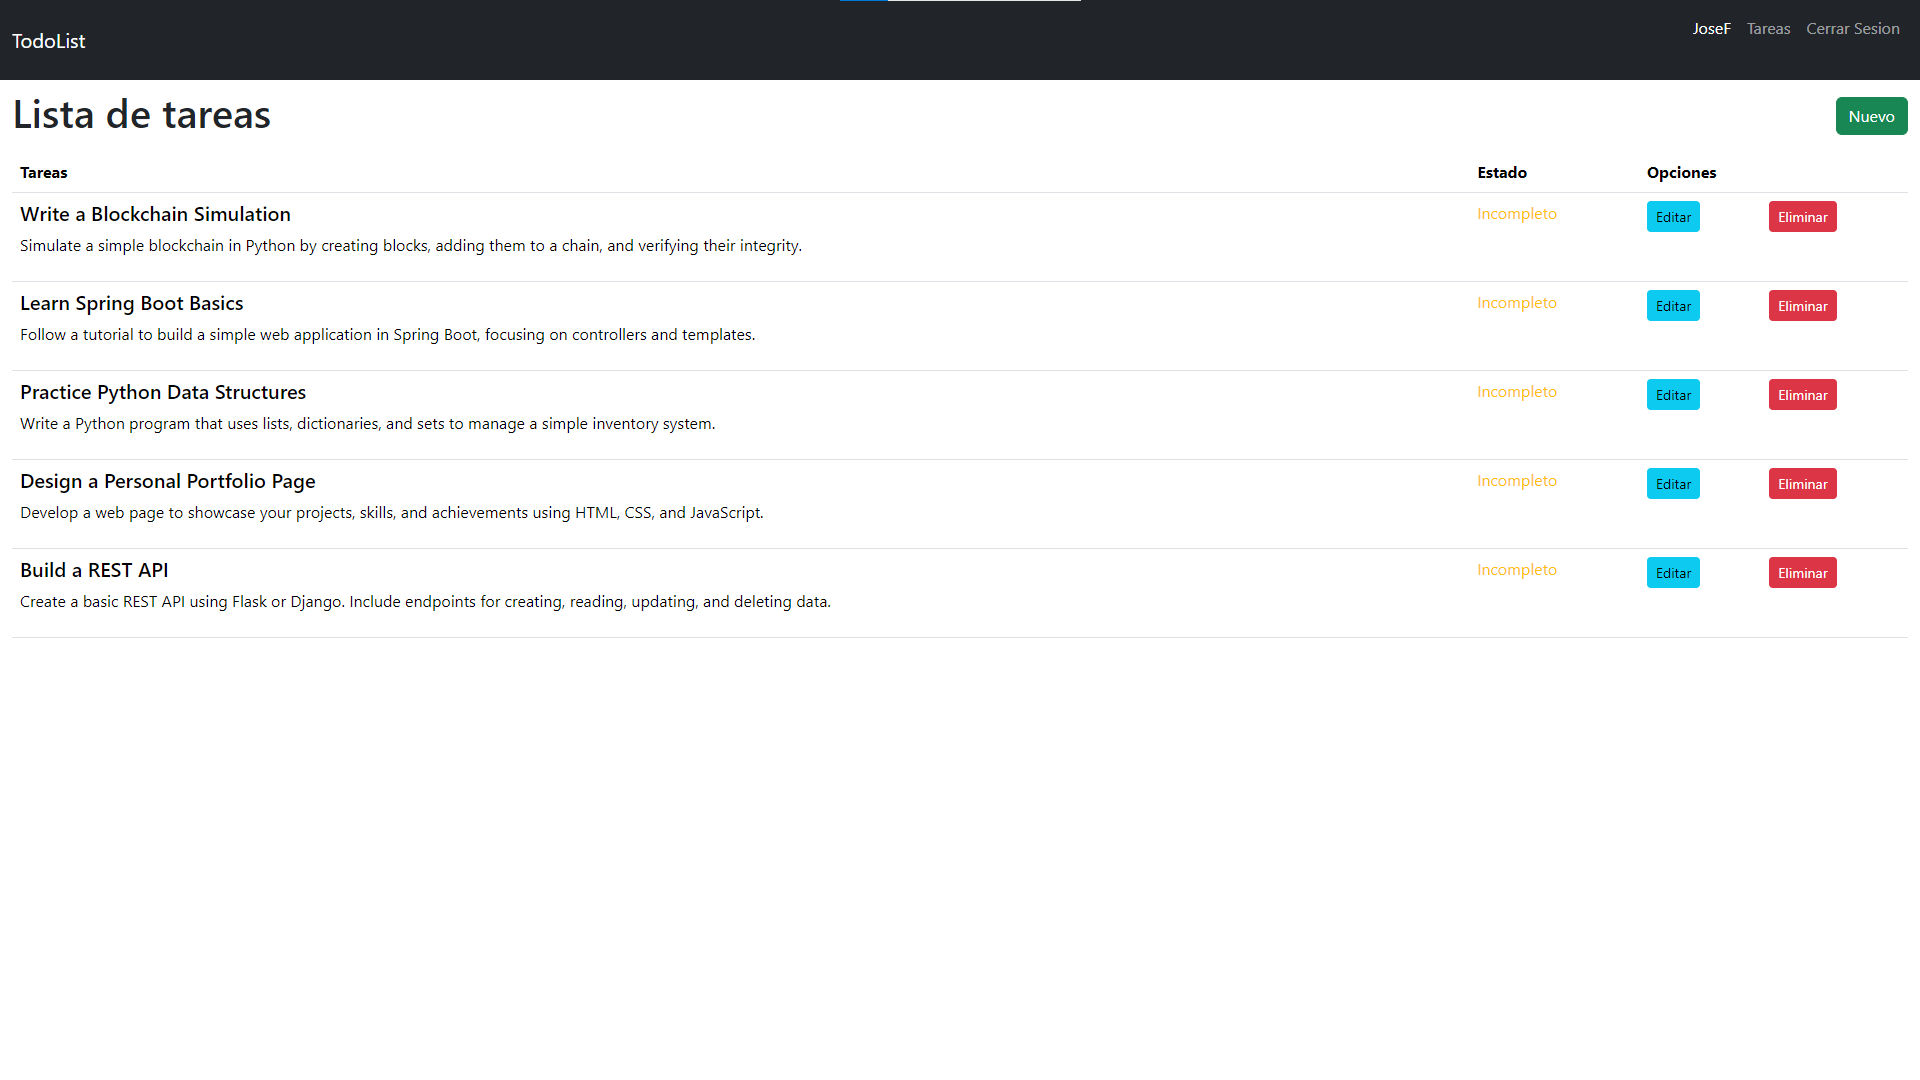 TodoList
JoseF Tareas Cerrar Sesion
Lista de tareas
Nuevo
Tareas Estado Opciones
Write a Blockchain Simulation Incompleto Editar Eliminar
Simulate a simple blockchain in Python by creating blocks, adding them to a chain, and verifying their integrity.
Learn Spring Boot Basics Incompleto Editar Eliminar
Follow a tutorial to build a simple web application in Spring Boot, focusing on controllers and templates.
Practice Python Data Structures Incompleto Editar Eliminar
Write a Python program that uses lists, dictionaries, and sets to manage a simple inventory system.
Design a Personal Portfolio Page Incompleto Editar Eliminar
Develop a web page to showcase your projects, skills, and achievements using HTML, CSS, and JavaScript.
Build a REST API Incompleto Editar Eliminar
Create a basic REST API using Flask or Django. Include endpoints for creating, reading, updating, and deleting data.